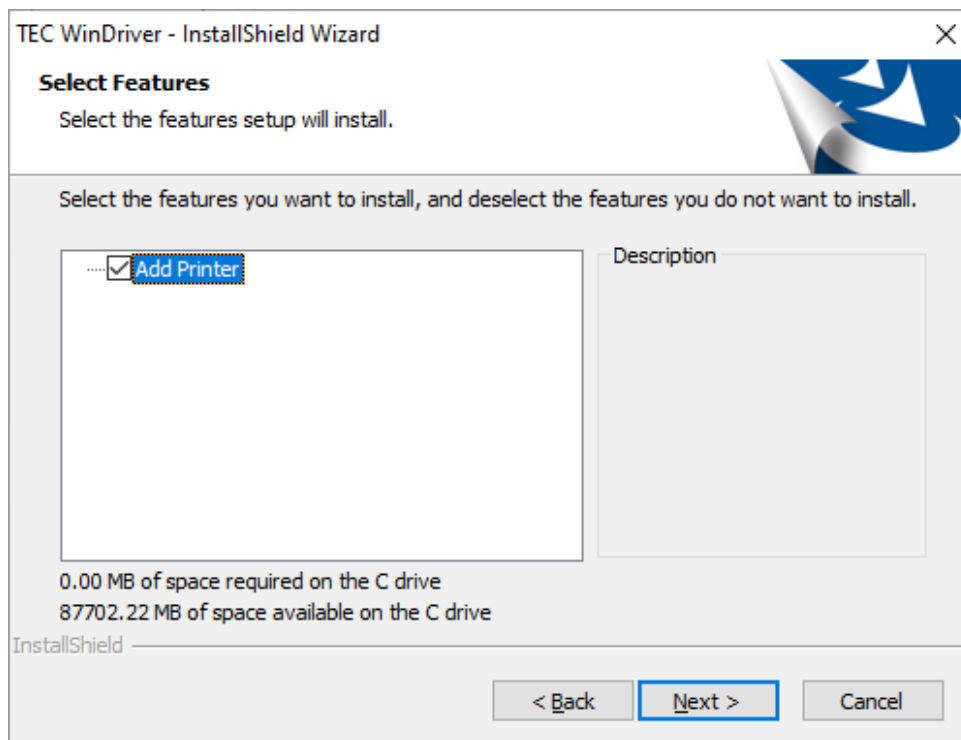 TEC WinDriver - InstallShield Wizard
Select Features
Select the features setup will install.
Select the features you want to install, and deselect the features you do not want to install.
Add Printer
Description
0.00 MB of space required on the C drive
87702.22 MB of space available on the C drive
InstallShield
< Back
Next >
Cancel